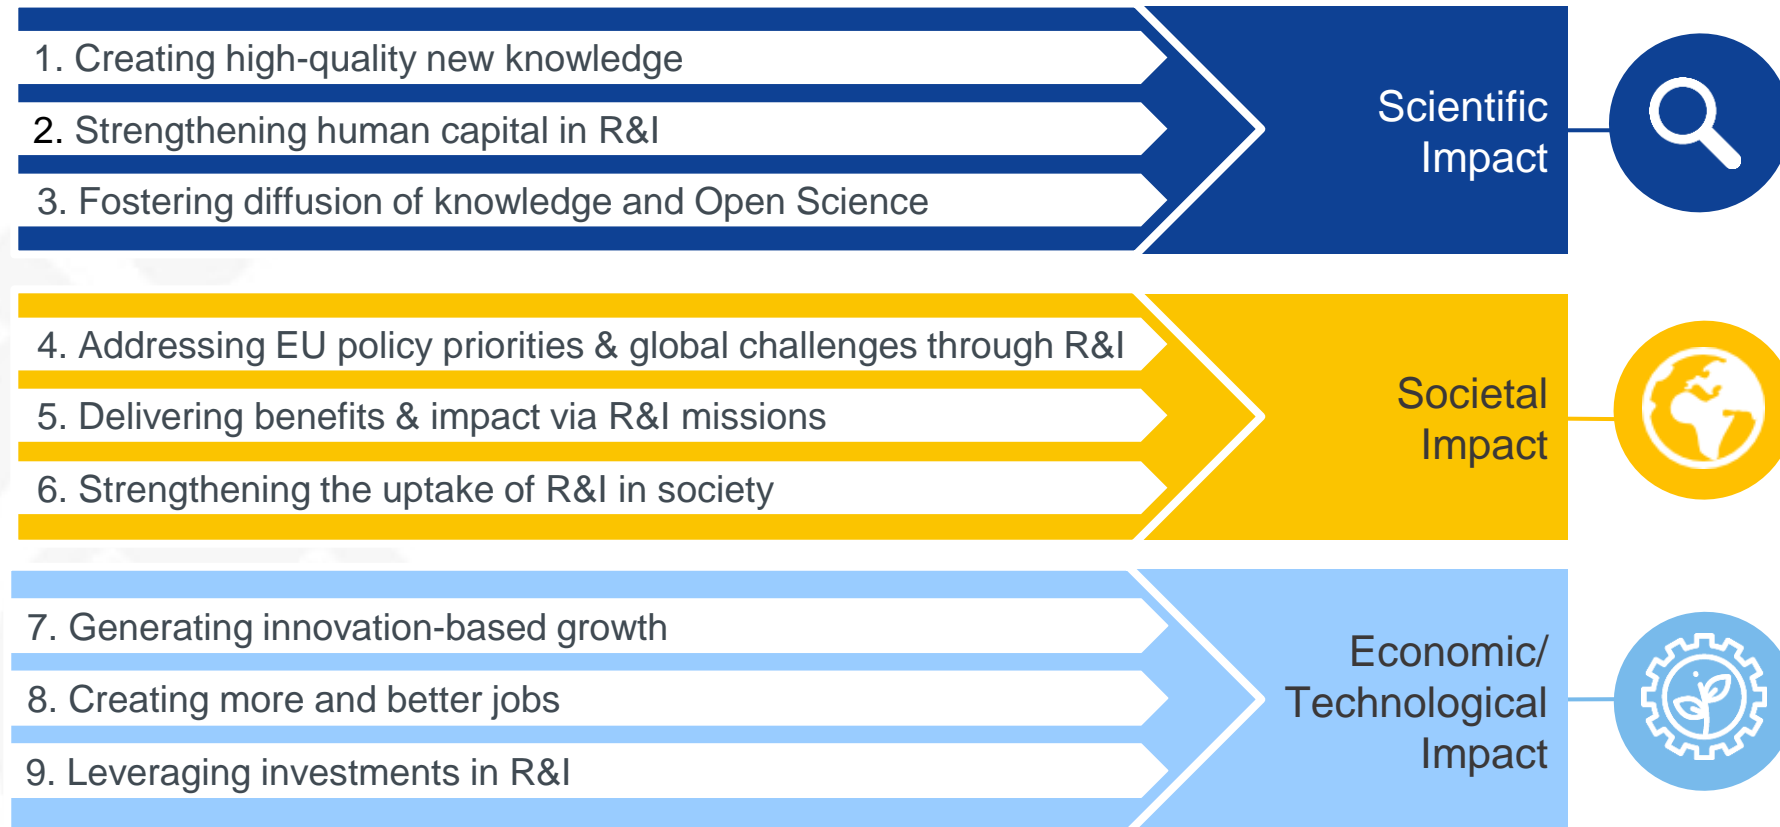 1. Creating high-quality new knowledge
2. Strengthening human capital in R&I
3. Fostering diffusion of knowledge and Open Science
Scientific
Impact
4. Addressing EU policy priorities & global challenges through R&I
5. Delivering benefits & impact via R&I missions
6. Strengthening the uptake of R&I in society
Societal
Impact
7. Generating innovation-based growth
8. Creating more and better jobs
9. Leveraging investments in R&I
Economic/
Technological
Impact